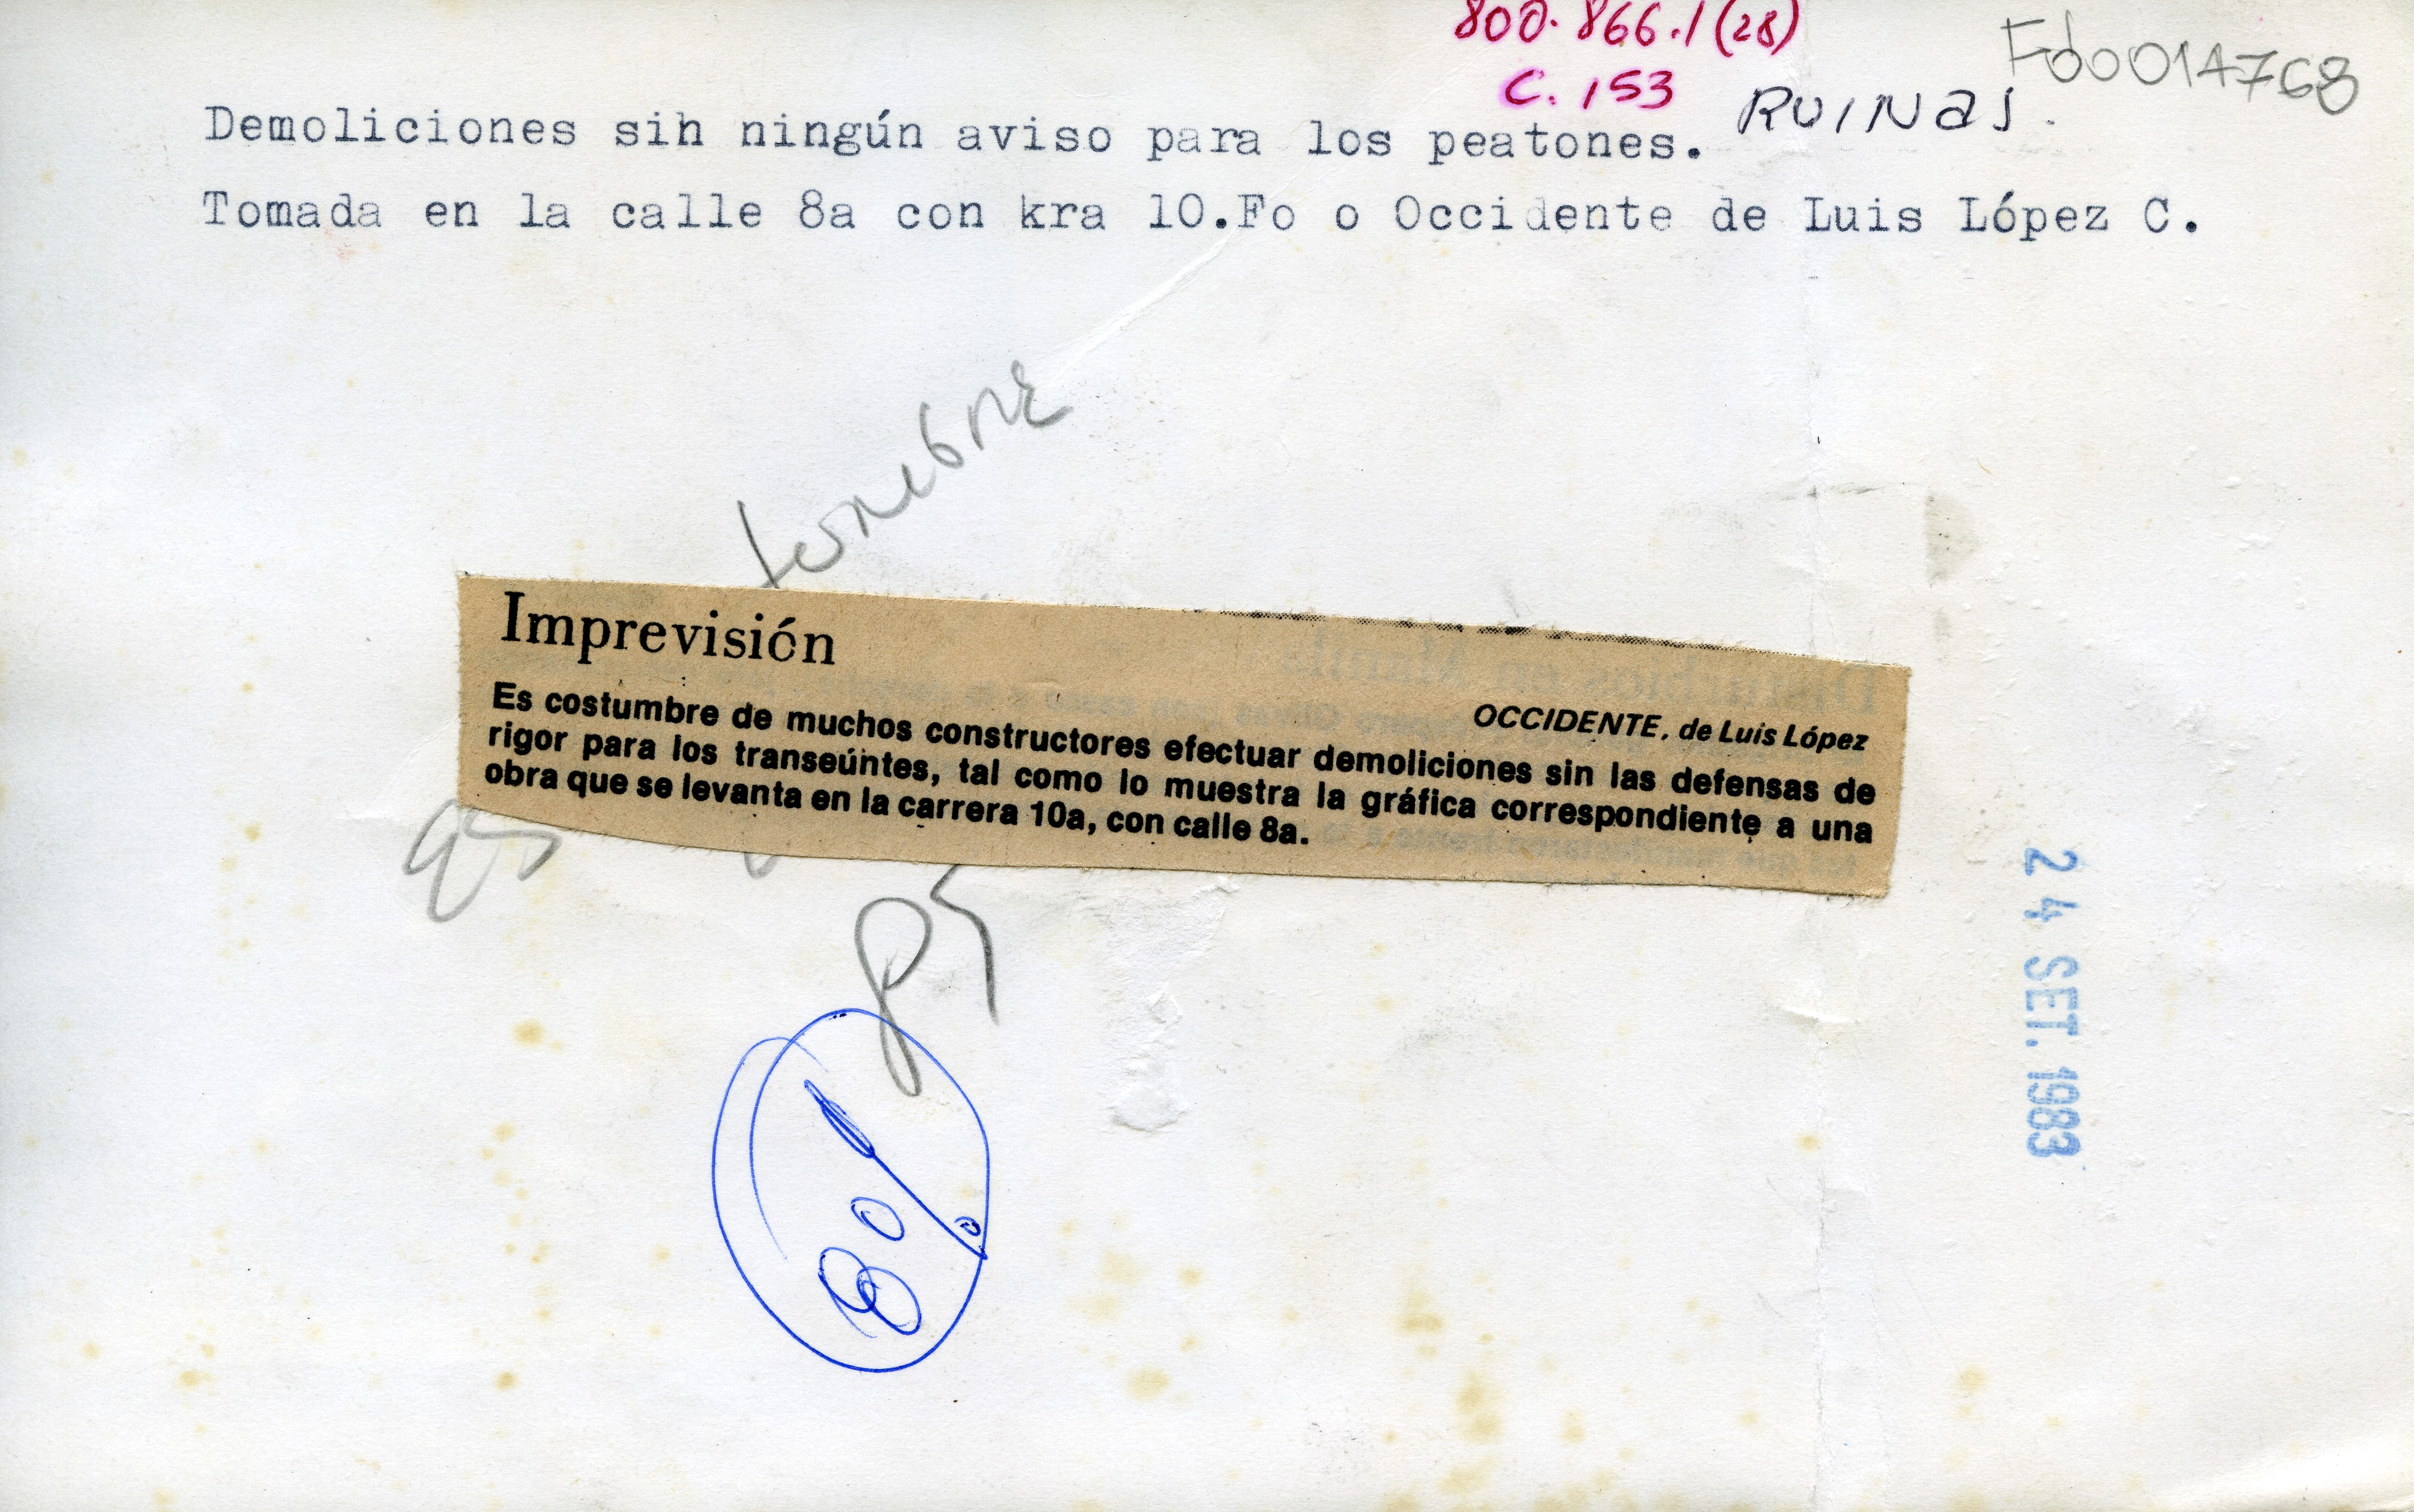 800.866.1(28)
Fd0014768
C. 153
RUINAS.
Demoliciones sin ningún aviso para los peatones.
Tomada en la calle 8a con kra 10.Fo o Occidente de Luis López C.
Imprevisión
OCCIDENTE, de Luis López
Es costumbre de muchos constructores efectuar demoliciones sin las defensas de
rigor para los transeúntes, tal como lo muestra la gráfica correspondiente a una
obra que se levanta en la carrera 10a, con calle 8a.
24 SET. 1983
80%